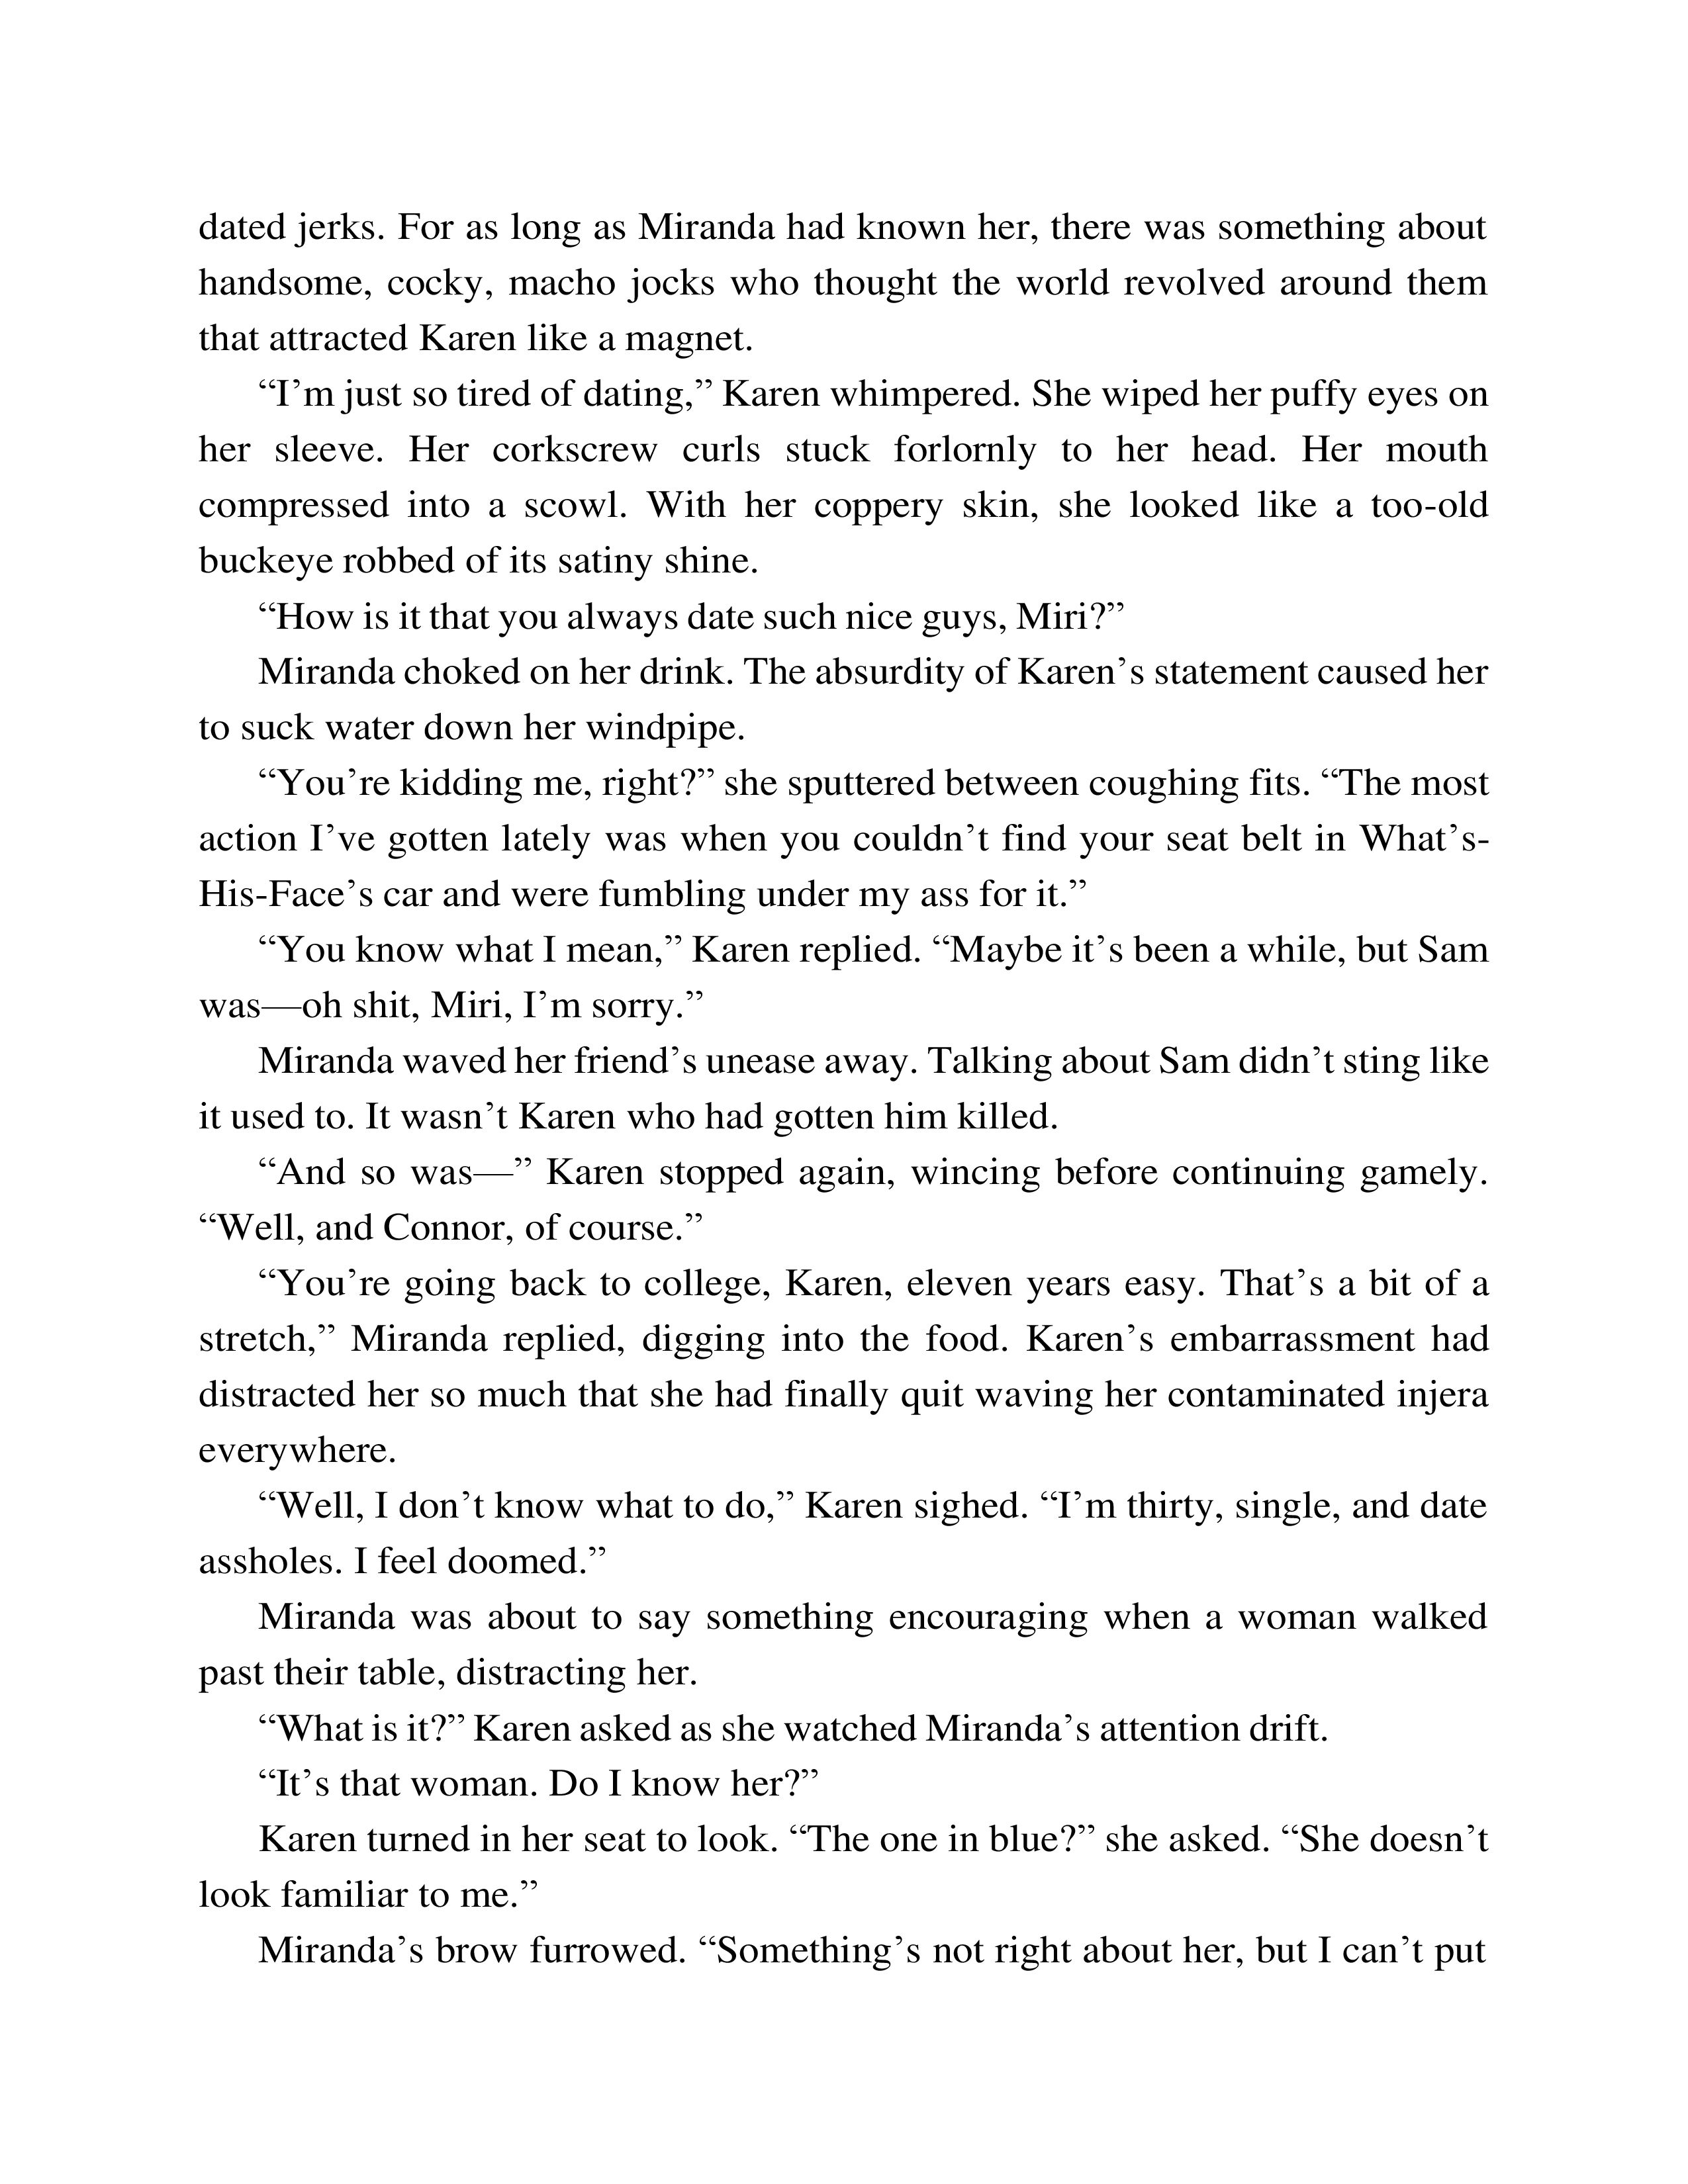 dated jerks. For as long as Miranda had known her, there was something about
handsome, cocky, macho jocks who thought the world revolved around them
that attracted Karen like a magnet.
“I’m just so tired of dating,” Karen whimpered. She wiped her puffy eyes on
her sleeve. Her corkscrew curls stuck forlornly to her head. Her mouth
compressed into a scowl. With her coppery skin, she looked like a too-old
buckeye robbed of its satiny shine.
“How is it that you always date such nice guys, Miri?”
Miranda choked on her drink. The absurdity of Karen’s statement caused her
to suck water down her windpipe.
“You’re kidding me, right?” she sputtered between coughing fits. “The most
action I’ve gotten lately was when you couldn’t find your seat belt in What’s-
His-Face’s car and were fumbling under my ass for it.”
“You know what I mean,” Karen replied. “Maybe it’s been a while, but Sam
was—oh shit, Miri, I’m sorry.”
Miranda waved her friend’s unease away. Talking about Sam didn’t sting like
it used to. It wasn’t Karen who had gotten him killed.
“And so was—” Karen stopped again, wincing before continuing gamely.
“Well, and Connor, of course.”
“You’re going back to college, Karen, eleven years easy. That’s a bit of a
stretch,” Miranda replied, digging into the food. Karen’s embarrassment had
distracted her so much that she had finally quit waving her contaminated injera
everywhere.
“Well, I don’t know what to do,” Karen sighed. “I’m thirty, single, and date
assholes. I feel doomed.”
Miranda was about to say something encouraging when a woman walked
past their table, distracting her.
“What is it?” Karen asked as she watched Miranda’s attention drift.
“It’s that woman. Do I know her?”
Karen turned in her seat to look. “The one in blue?” she asked. “She doesn’t
look familiar to me.”
Miranda’s brow furrowed. “Something’s not right about her, but I can’t put